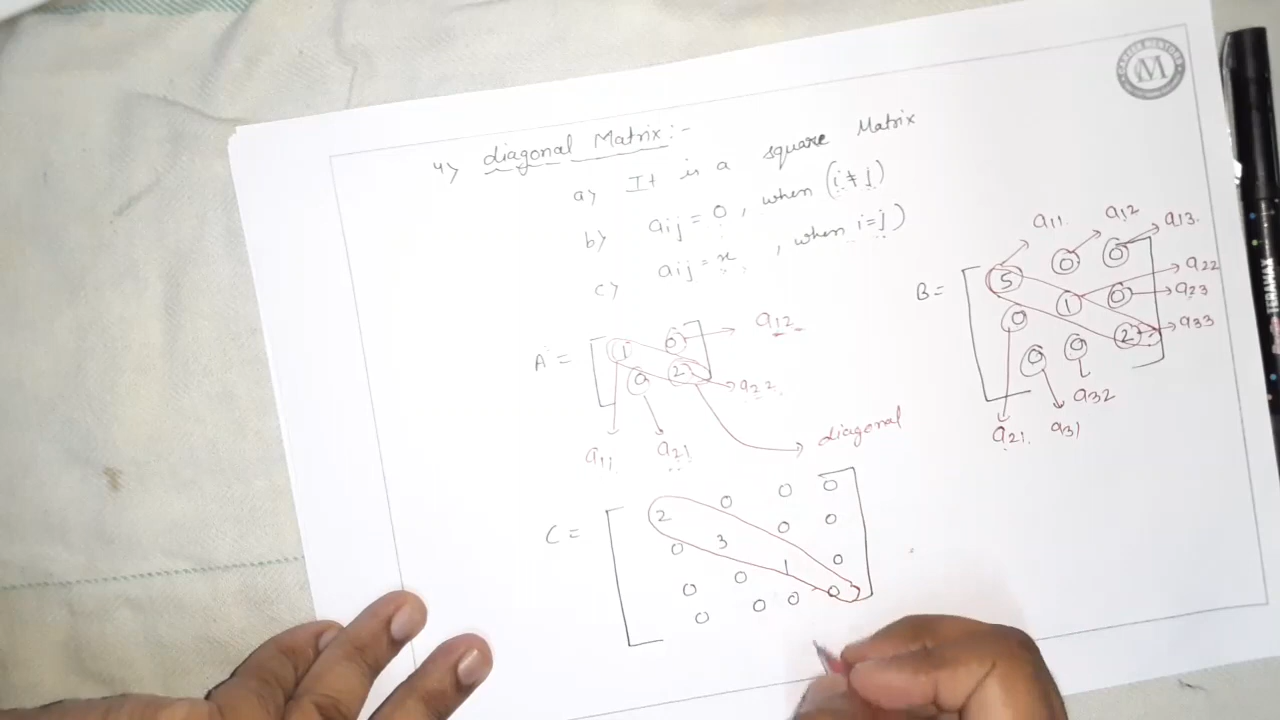 4) diagonal Matrix:-
a) It is a square Matrix
b) aij = 0, when (i ≠ j)
c) aij = x, when i=j)
A =
1 0
0 2
a12
a22
a11
a21
diagonal
B =
5 0 0
0 1 0
0 0 2
a11
a12
a13.
a22
a23
a33
a32
a21.
a31
C =
2 0 0 0
0 3 0 0
0 0 1 0
0 0 0 0
M
TERAMAX